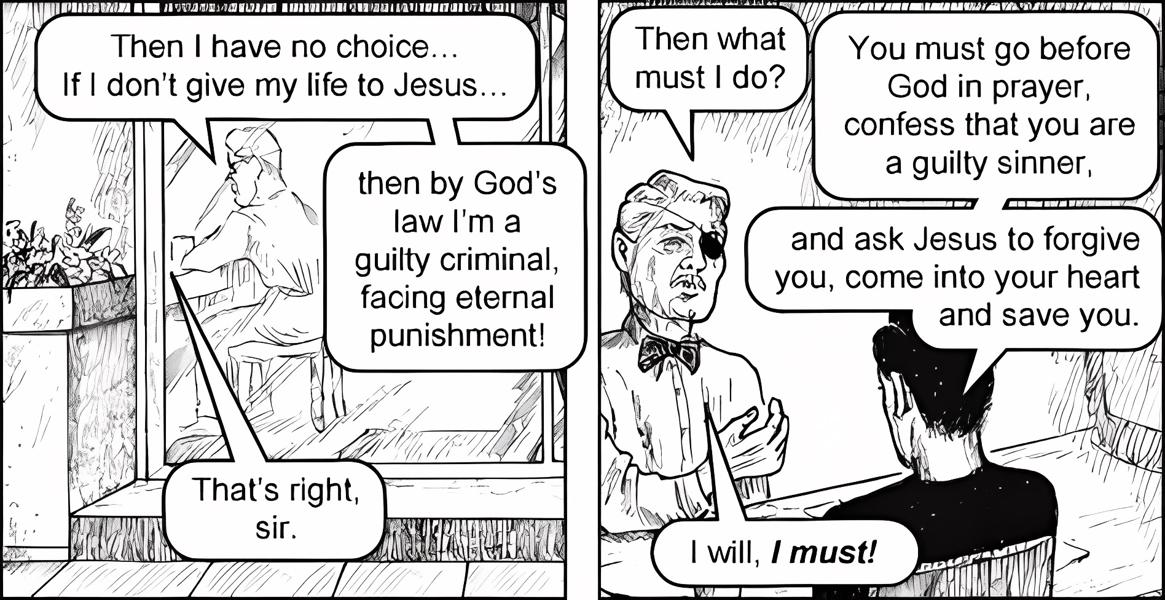 Then I have no choice...
If I don't give my life to Jesus...
then by God's
law I'm a
guilty criminal,
facing eternal
punishment!
That's right,
sir.
Then what
must I do?
You must go before
God in prayer,
confess that you are
a guilty sinner,
and ask Jesus to forgive
you, come into your heart
and save you.
I will, I must!